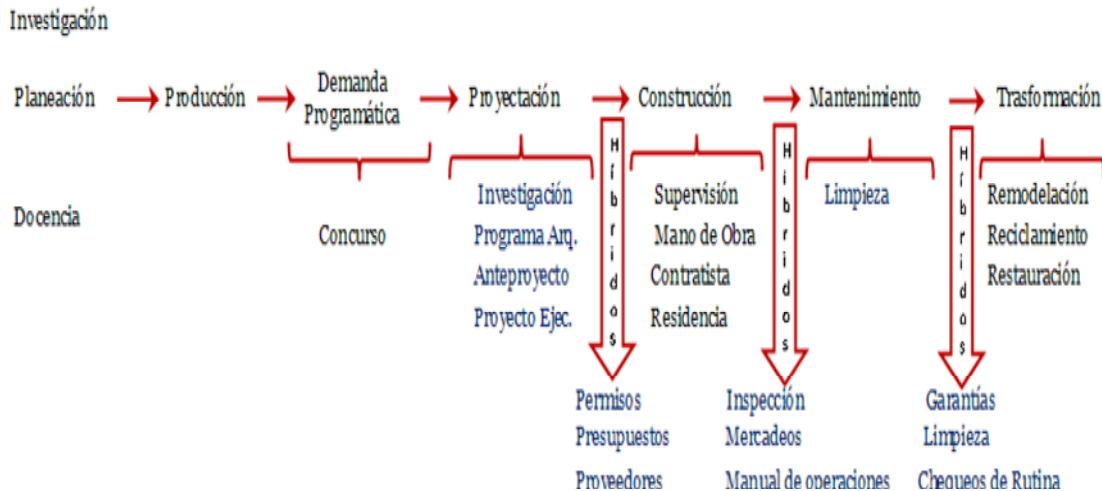 Investigación
Planeación
Producción
Demanda
Programática
Proyectación
Construcción
Mantenimiento
Trasformación
Docencia
Concurso
Investigación
Programa Arq.
Anteproyecto
Proyecto Ejec.
Híbridos
Supervisión
Mano de Obra
Contratista
Residencia
Híbridos
Limpieza
Híbridos
Remodelación
Reciclamiento
Restauración
Permisos
Presupuestos
Proveedores
Inspección
Mercadeos
Manual de operaciones
Garantías
Limpieza
Chequeos de Rutina